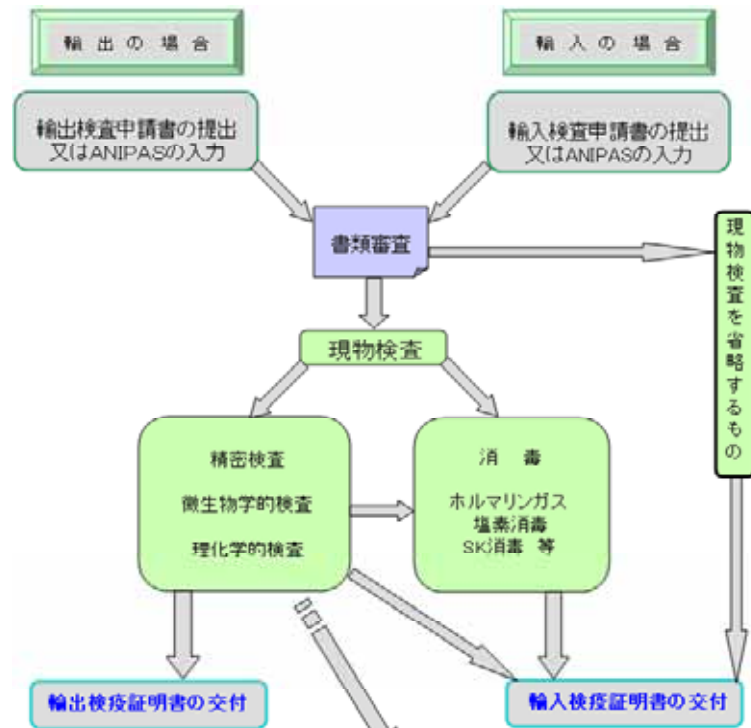 輸出の場合
輸入の場合
輸出検査申請書の提出
又はANIPASの入力
輸入検査申請書の提出
又はANIPASの入力
書類審査
現物検査を省略するもの
現物検査
精密検査
微生物学的検査
理化学的検査
消 毒
ホルマリンガス
塩素消毒
SK消毒 等
輸出検疫証明書の交付
輸入検疫証明書の交付